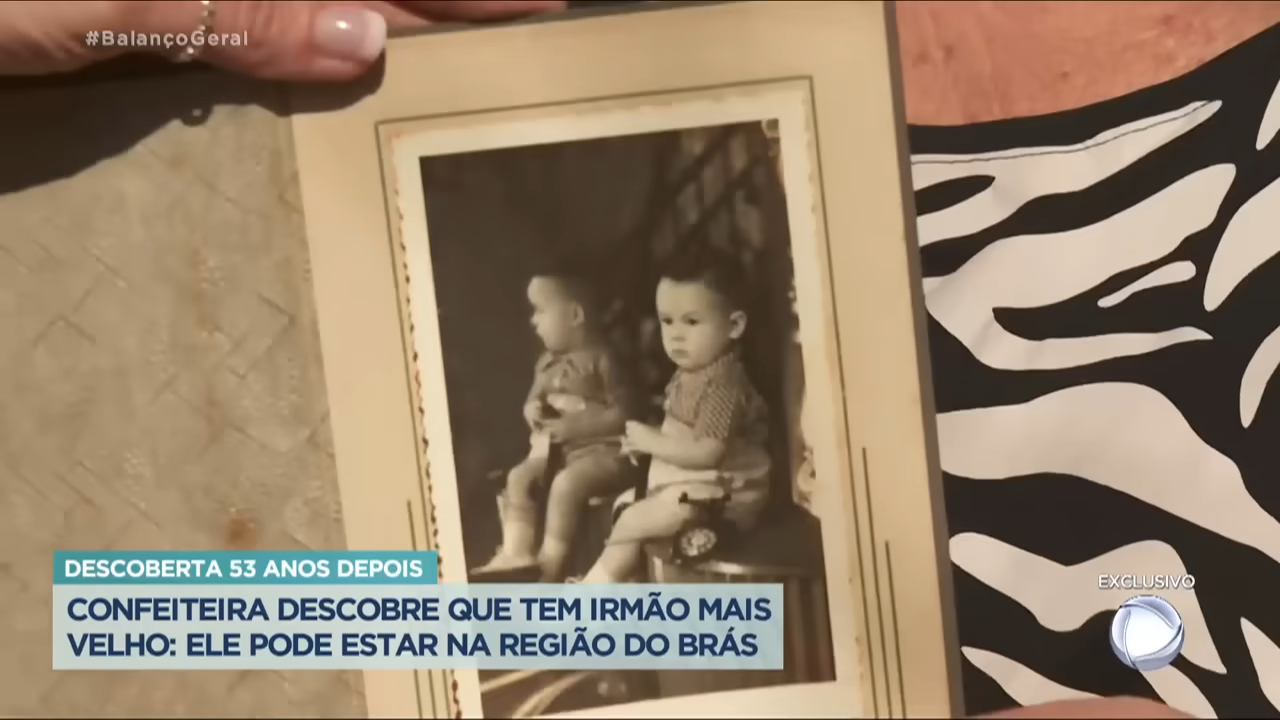 #BalançoGeral
DESCOBERTA 53 ANOS DEPOIS
CONFEITEIRA DESCOBRE QUE TEM IRMÃO MAIS
VELHO: ELE PODE ESTAR NA REGIÃO DO BRÁS
EXCLUSIVO